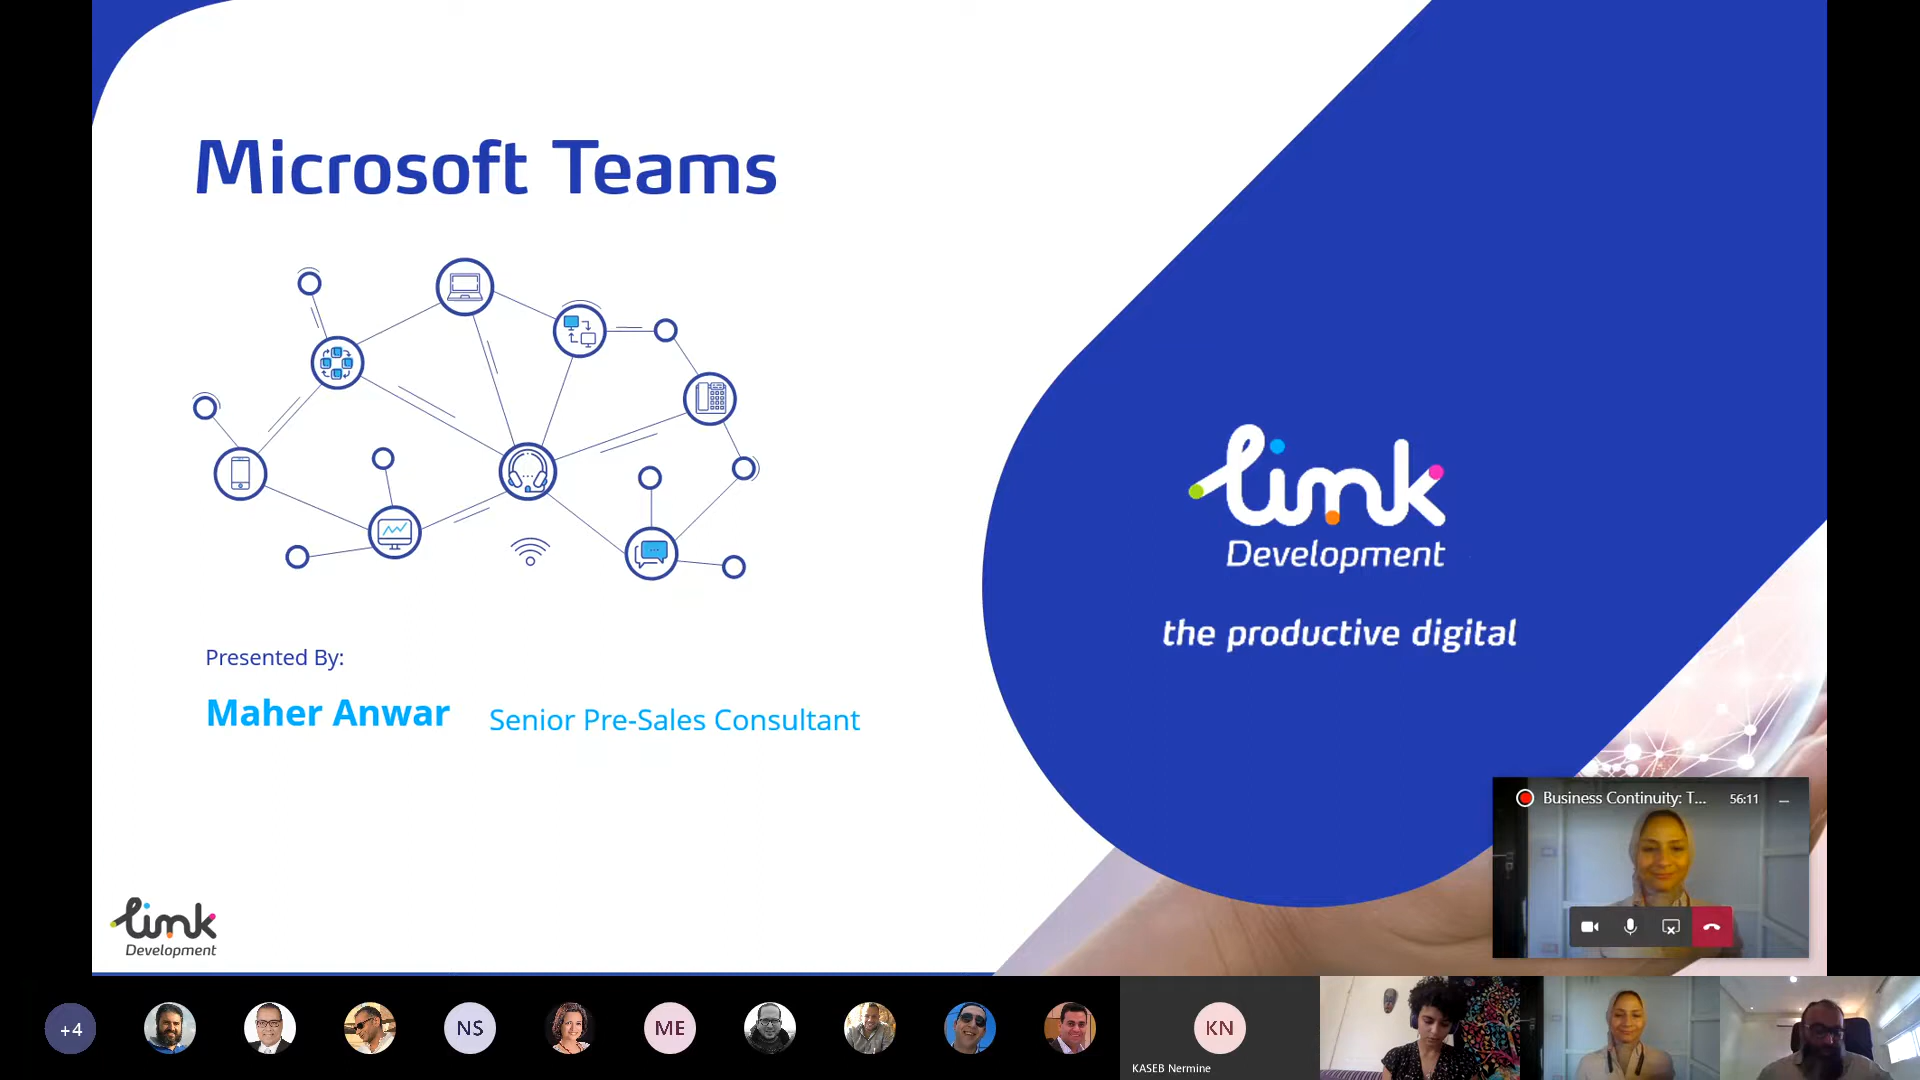 Microsoft Teams
link
Development
the productive digital
Presented By:
Maher Anwar Senior Pre-Sales Consultant
Business Continuity: T... 56:11
link
Development
+4
NS
ME
KN
KASEB Nermine